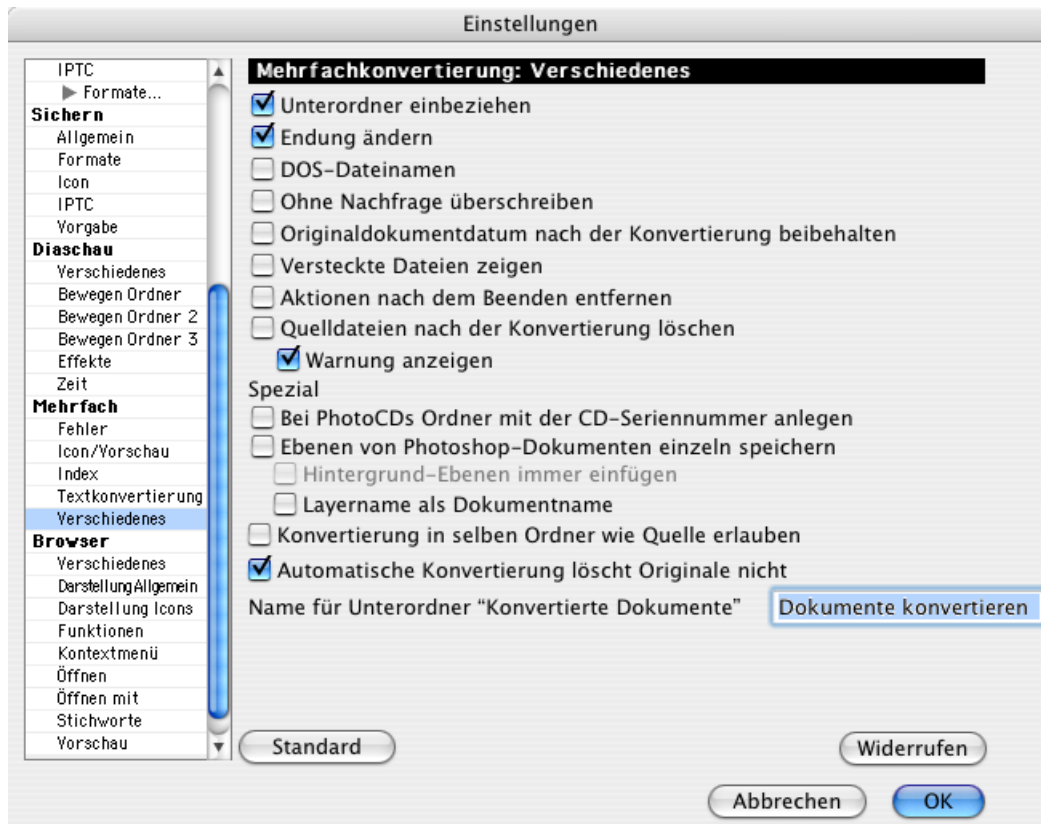 Einstellungen
IPTC
Formate...
Sichern
Allgemein
Formate
Icon
IPTC
Vorgabe
Diaschau
Verschiedenes
Bewegen Ordner
Bewegen Ordner 2
Bewegen Ordner 3
Effekte
Zeit
Mehrfach
Fehler
Icon/Vorschau
Index
Textkonvertierung
Verschiedenes
Browser
Verschiedenes
Darstellung Allgemein
Darstellung Icons
Funktionen
Kontextmenü
Öffnen
Öffnen mit
Stichworte
Vorschau
Mehrfachkonvertierung: Verschiedenes
Unterordner einbeziehen
Endung ändern
DOS-Dateinamen
Ohne Nachfrage überschreiben
Originaldokumentdatum nach der Konvertierung beibehalten
Versteckte Dateien zeigen
Aktionen nach dem Beenden entfernen
Quelldateien nach der Konvertierung löschen
Warnung anzeigen
Spezial
Bei PhotoCDs Ordner mit der CD-Seriennummer anlegen
Ebenen von Photoshop-Dokumenten einzeln speichern
Hintergrund-Ebenen immer einfügen
Layername als Dokumentname
Konvertierung in selben Ordner wie Quelle erlauben
Automatische Konvertierung löscht Originale nicht
Name für Unterordner “Konvertierte Dokumente” Dokumente konvertieren
Standard Widerrufen
Abbrechen OK